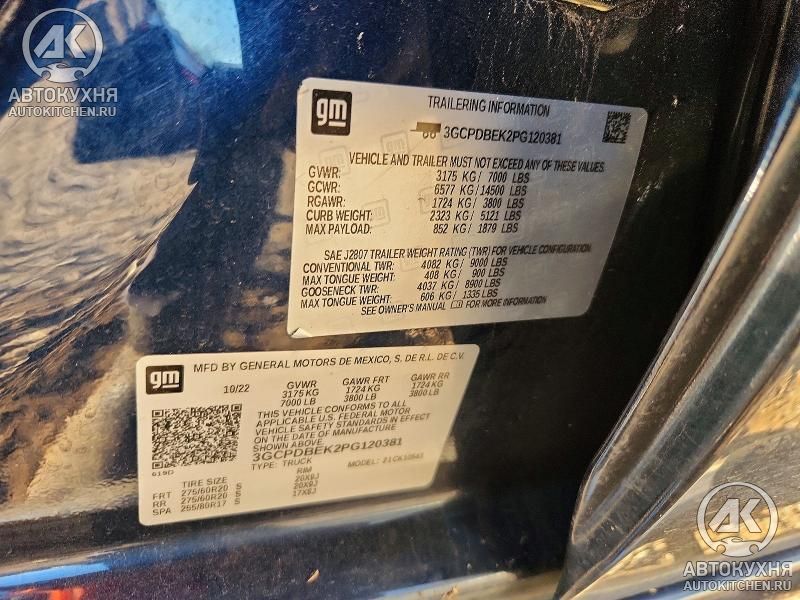 AK
АВТОКУХНЯ
AUTOKITCHEN.RU
gm
TRAILERING INFORMATION
3GCPDBEK2PG120381
VEHICLE AND TRAILER MUST NOT EXCEED ANY OF THESE VALUES.
GVWR: 3175 KG / 7000 LBS
GCWR: 6577 KG / 14500 LBS
RGAWR: 1724 KG / 3800 LBS
CURB WEIGHT: 2323 KG / 5121 LBS
MAX PAYLOAD: 852 KG / 1879 LBS
SAE J2807 TRAILER WEIGHT RATING (TWR) FOR VEHICLE CONFIGURATION.
CONVENTIONAL TWR: 4082 KG / 9000 LBS
MAX TONGUE WEIGHT: 408 KG / 900 LBS
GOOSENECK TWR: 4037 KG / 8900 LBS
MAX TONGUE WEIGHT: 606 KG / 1335 LBS
SEE OWNER'S MANUAL FOR MORE INFORMATION
gm
MFD BY GENERAL MOTORS DE MEXICO, S. DE R.L. DE C.V.
10/22 GVWR GAWR FRT GAWR RR
3175 KG 1724 KG 1724 KG
7000 LB 3800 LB 3800 LB
THIS VEHICLE CONFORMS TO ALL
APPLICABLE U.S. FEDERAL MOTOR
VEHICLE SAFETY STANDARDS IN EFFECT
ON THE DATE OF MANUFACTURE
SHOWN ABOVE.
3GCPDBEK2PG120381
619D TYPE: TRUCK MODEL: 21CK10543
TIRE SIZE RIM
FRT 275/60R20 S 20X9J
RR 275/60R20 S 20X9J
SPA 255/80R17 S 17X8J
AK
АВТОКУХНЯ
AUTOKITCHEN.RU